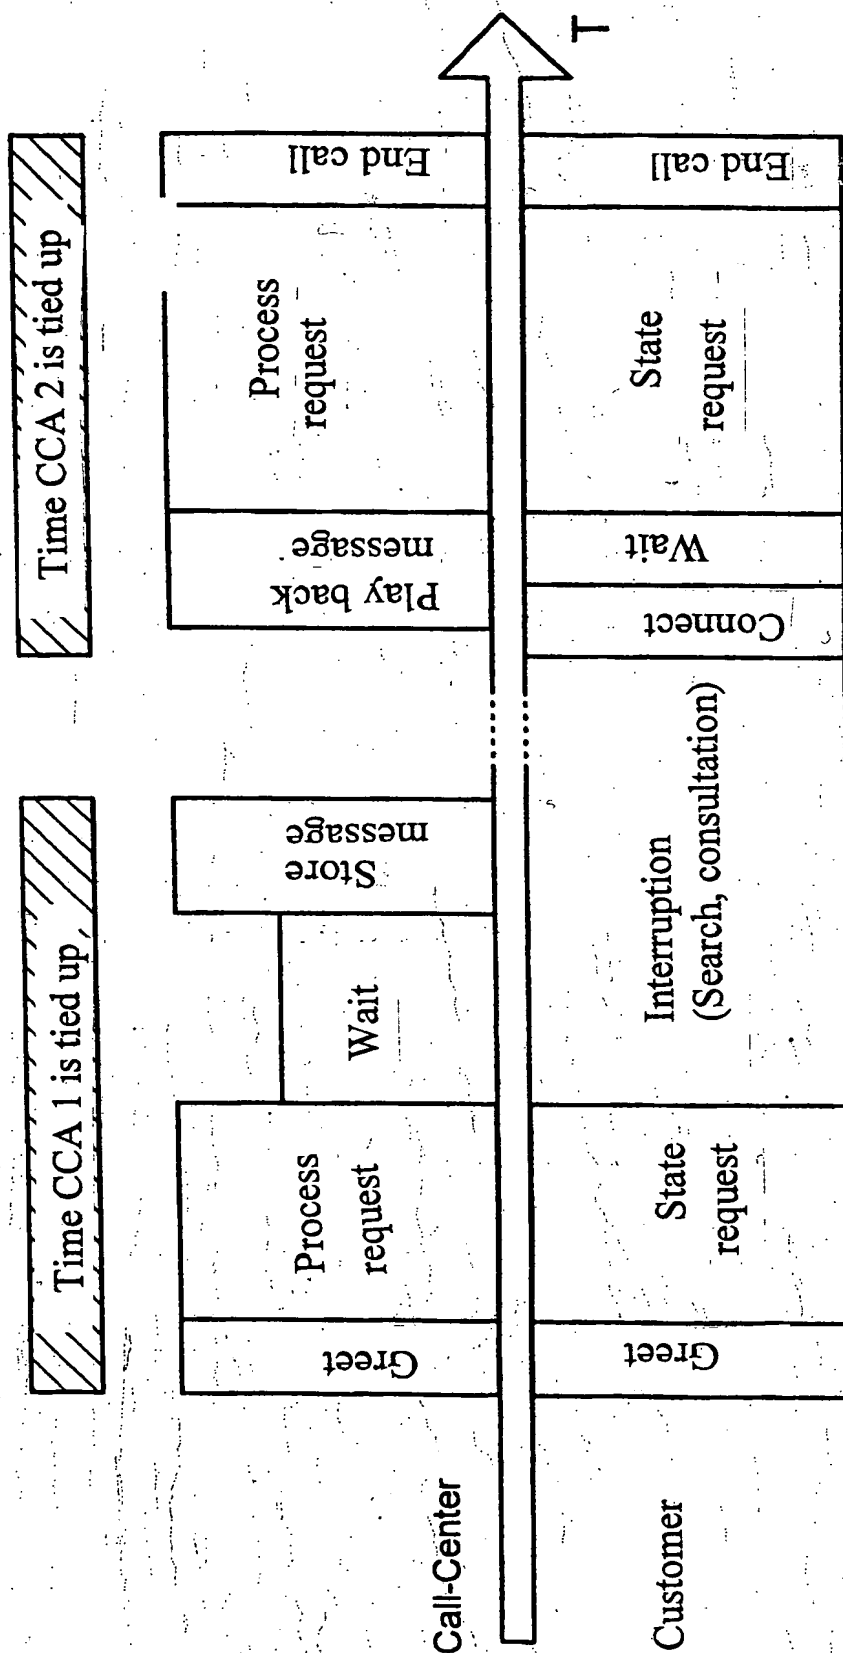 Time CCA 1 is tied up
Time CCA 2 is tied up
Call-Center
Greet
Process
request
Wait
Store
message
Play back
message
Process
request
End call
T
Customer
Greet
State
request
Interruption
(Search, consultation)
Connect
Wait
State
request
End call